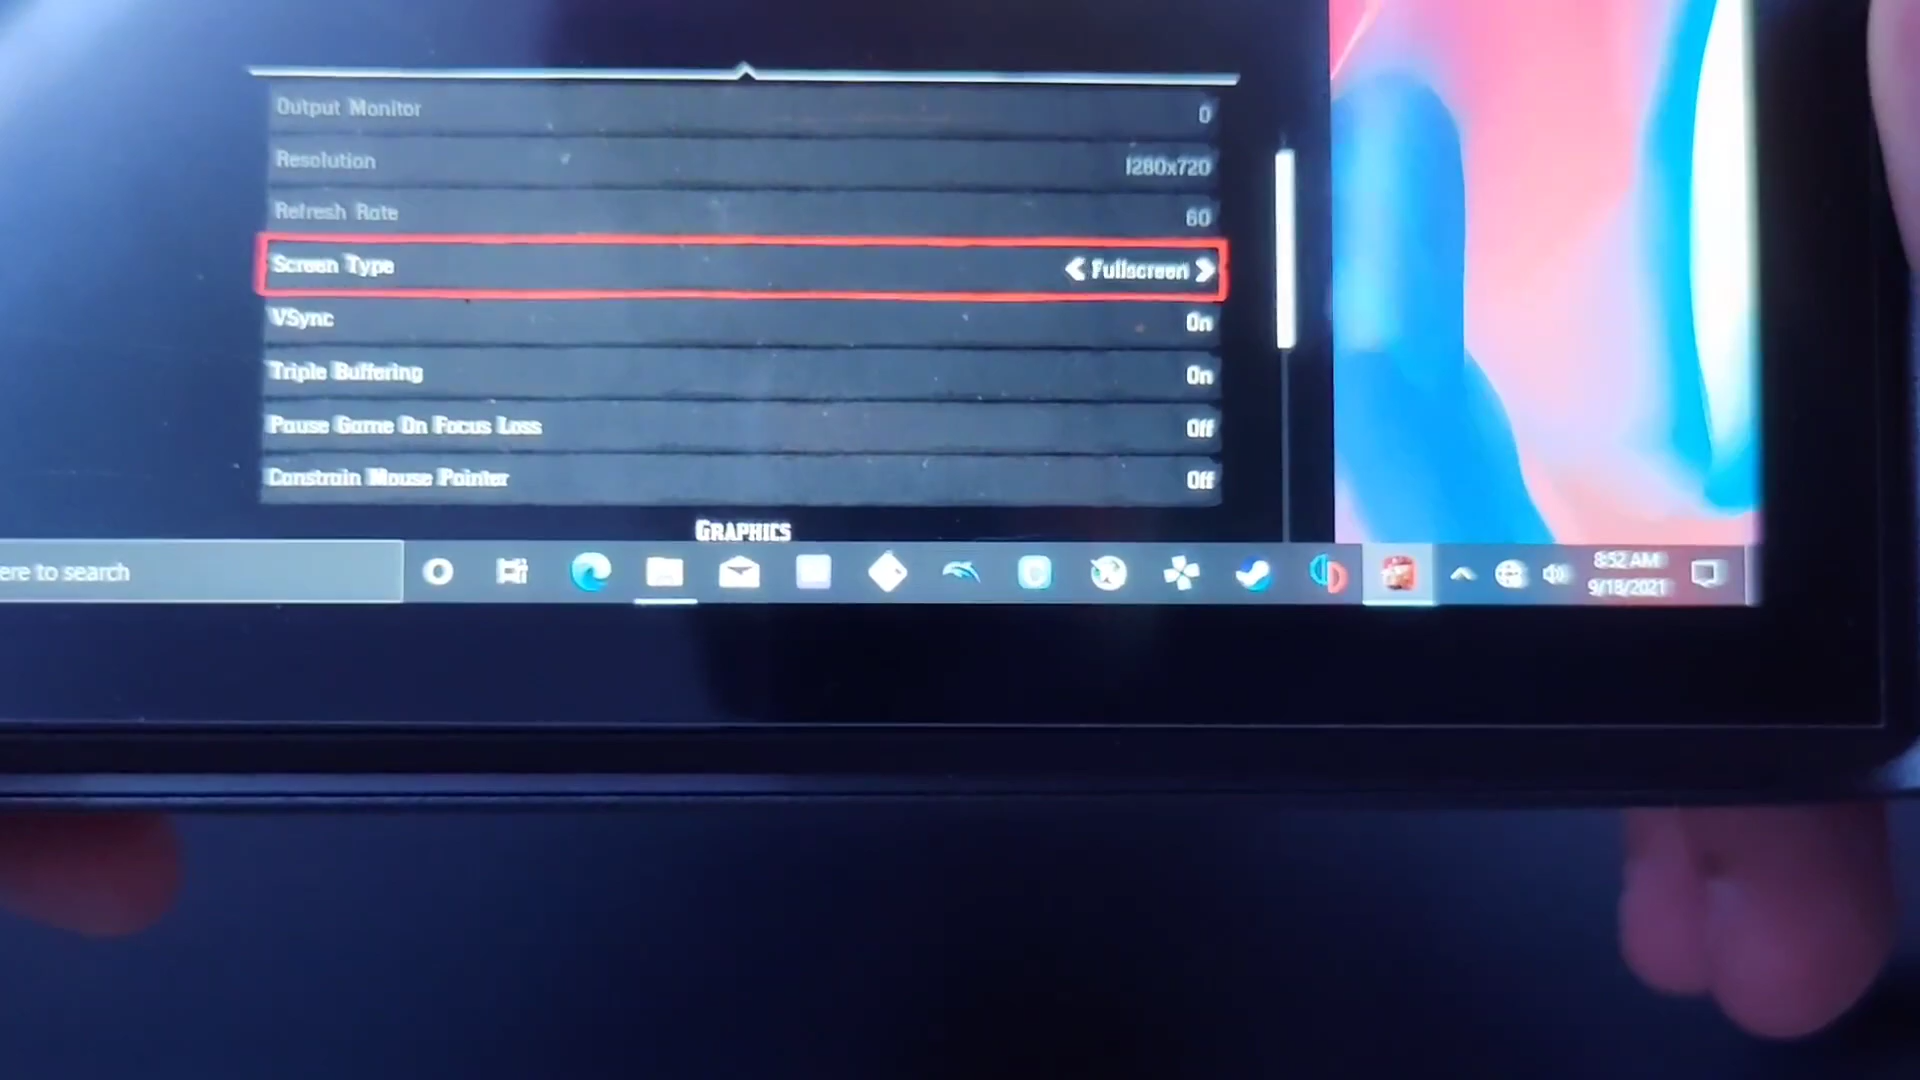 Output Monitor 0
Resolution 1280x720
Refresh Rate 60
Screen Type Fullscreen
VSync On
Triple Buffering On
Pause Game On Focus Loss Off
Constrain Mouse Pointer Off
GRAPHICS
ere to search
8:52 AM
9/18/2021